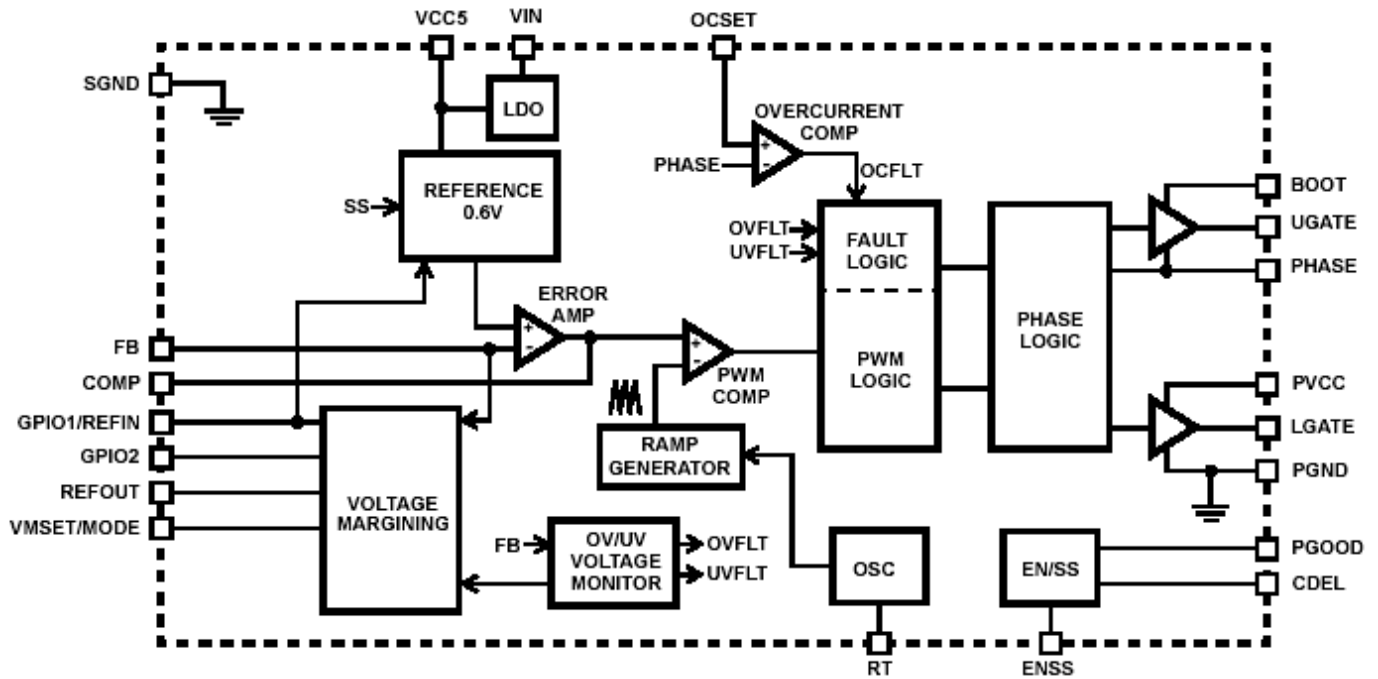 VCC5
VIN
OCSET
SGND
LDO
OVERCURRENT
COMP
+
-
PHASE
OCFLT
REFERENCE
0.6V
SS
BOOT
UGATE
PHASE
OVFLT
UVFLT
FAULT
LOGIC
ERROR
AMP
+
-
PHASE
LOGIC
FB
COMP
+
-
PWM
COMP
PWM
LOGIC
PVCC
LGATE
PGND
GPIO1/REFIN
GPIO2
REFOUT
VMSET/MODE
RAMP
GENERATOR
VOLTAGE
MARGINING
FB
OV/UV
VOLTAGE
MONITOR
OVFLT
UVFLT
OSC
EN/SS
PGOOD
CDEL
RT
ENSS